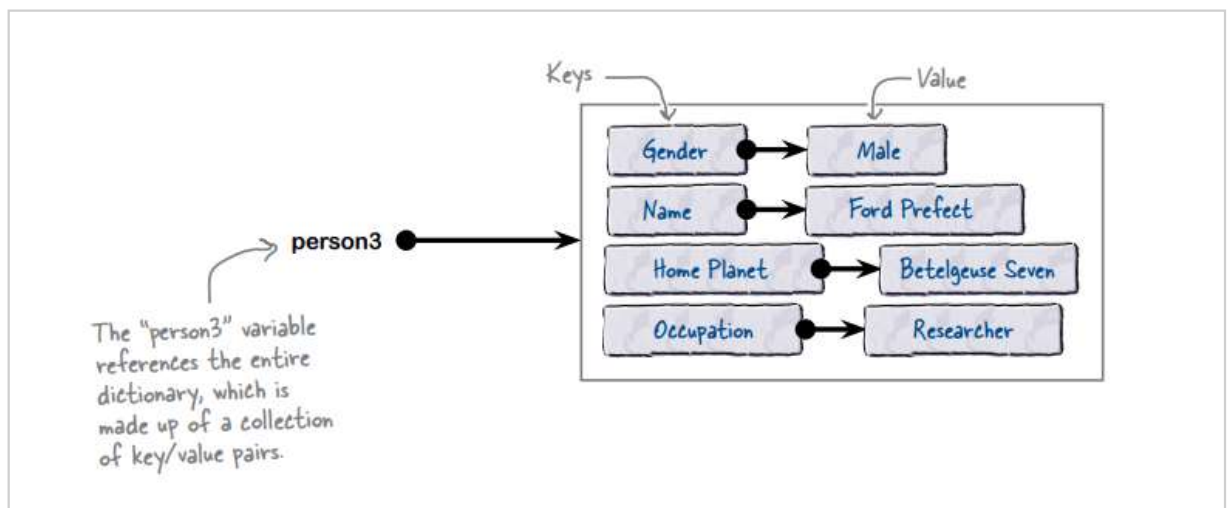 Keys
Value
Gender
Male
Name
Ford Prefect
person3
Home Planet
Betelgeuse Seven
Occupation
Researcher
The "person3" variable
references the entire
dictionary, which is
made up of a collection
of key/value pairs.